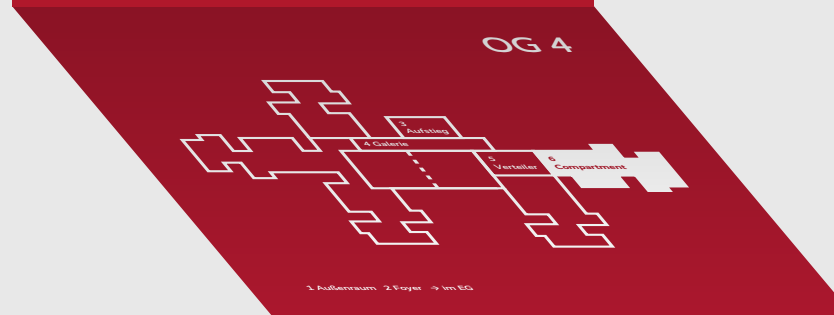 OG 4
3
Aufstieg
4 Galerie
5
Verteiler
6
Compartment
1 Außenraum 2 Foyer → im EG